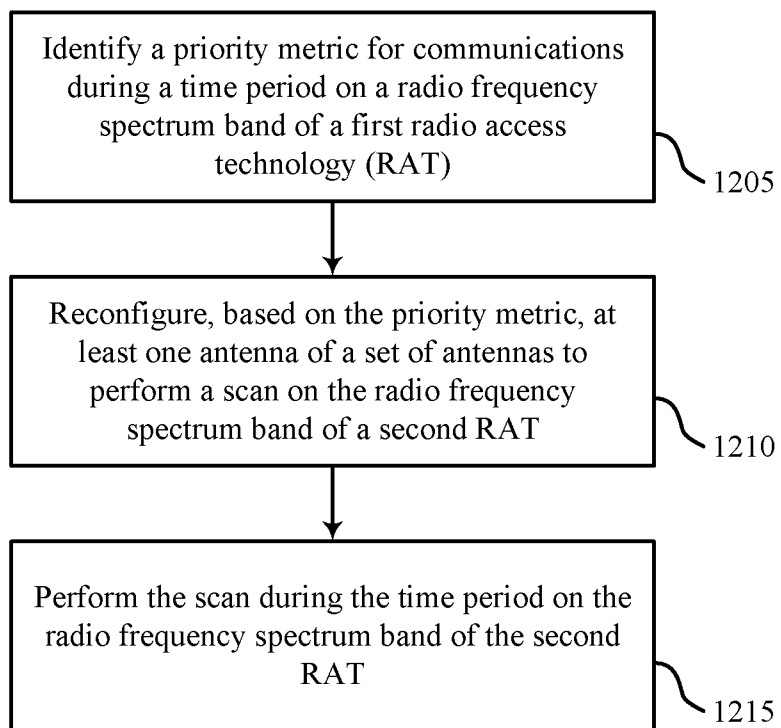 Identify a priority metric for communications
during a time period on a radio frequency
spectrum band of a first radio access
technology (RAT)
1205
Reconfigure, based on the priority metric, at
least one antenna of a set of antennas to
perform a scan on the radio frequency
spectrum band of a second RAT
1210
Perform the scan during the time period on the
radio frequency spectrum band of the second
RAT
1215